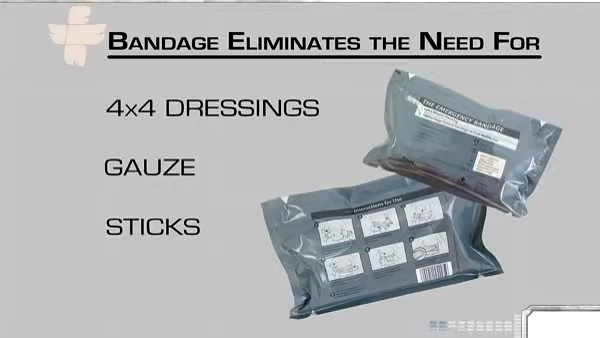 BANDAGE ELIMINATES THE NEED FOR
4x4 DRESSINGS
GAUZE
STICKS
THE EMERGENCY BANDAGE
Instructions for Use